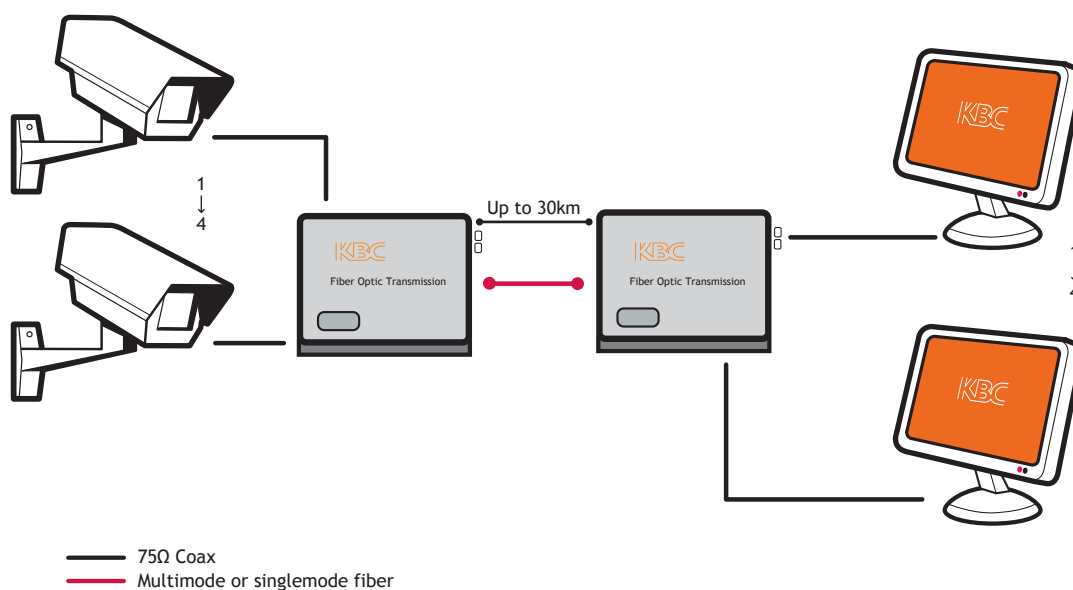 KBC
1
↓
4
Up to 30km
KBC
Fiber Optic Transmission
KBC
Fiber Optic Transmission
KBC
75Ω Coax
Multimode or singlemode fiber